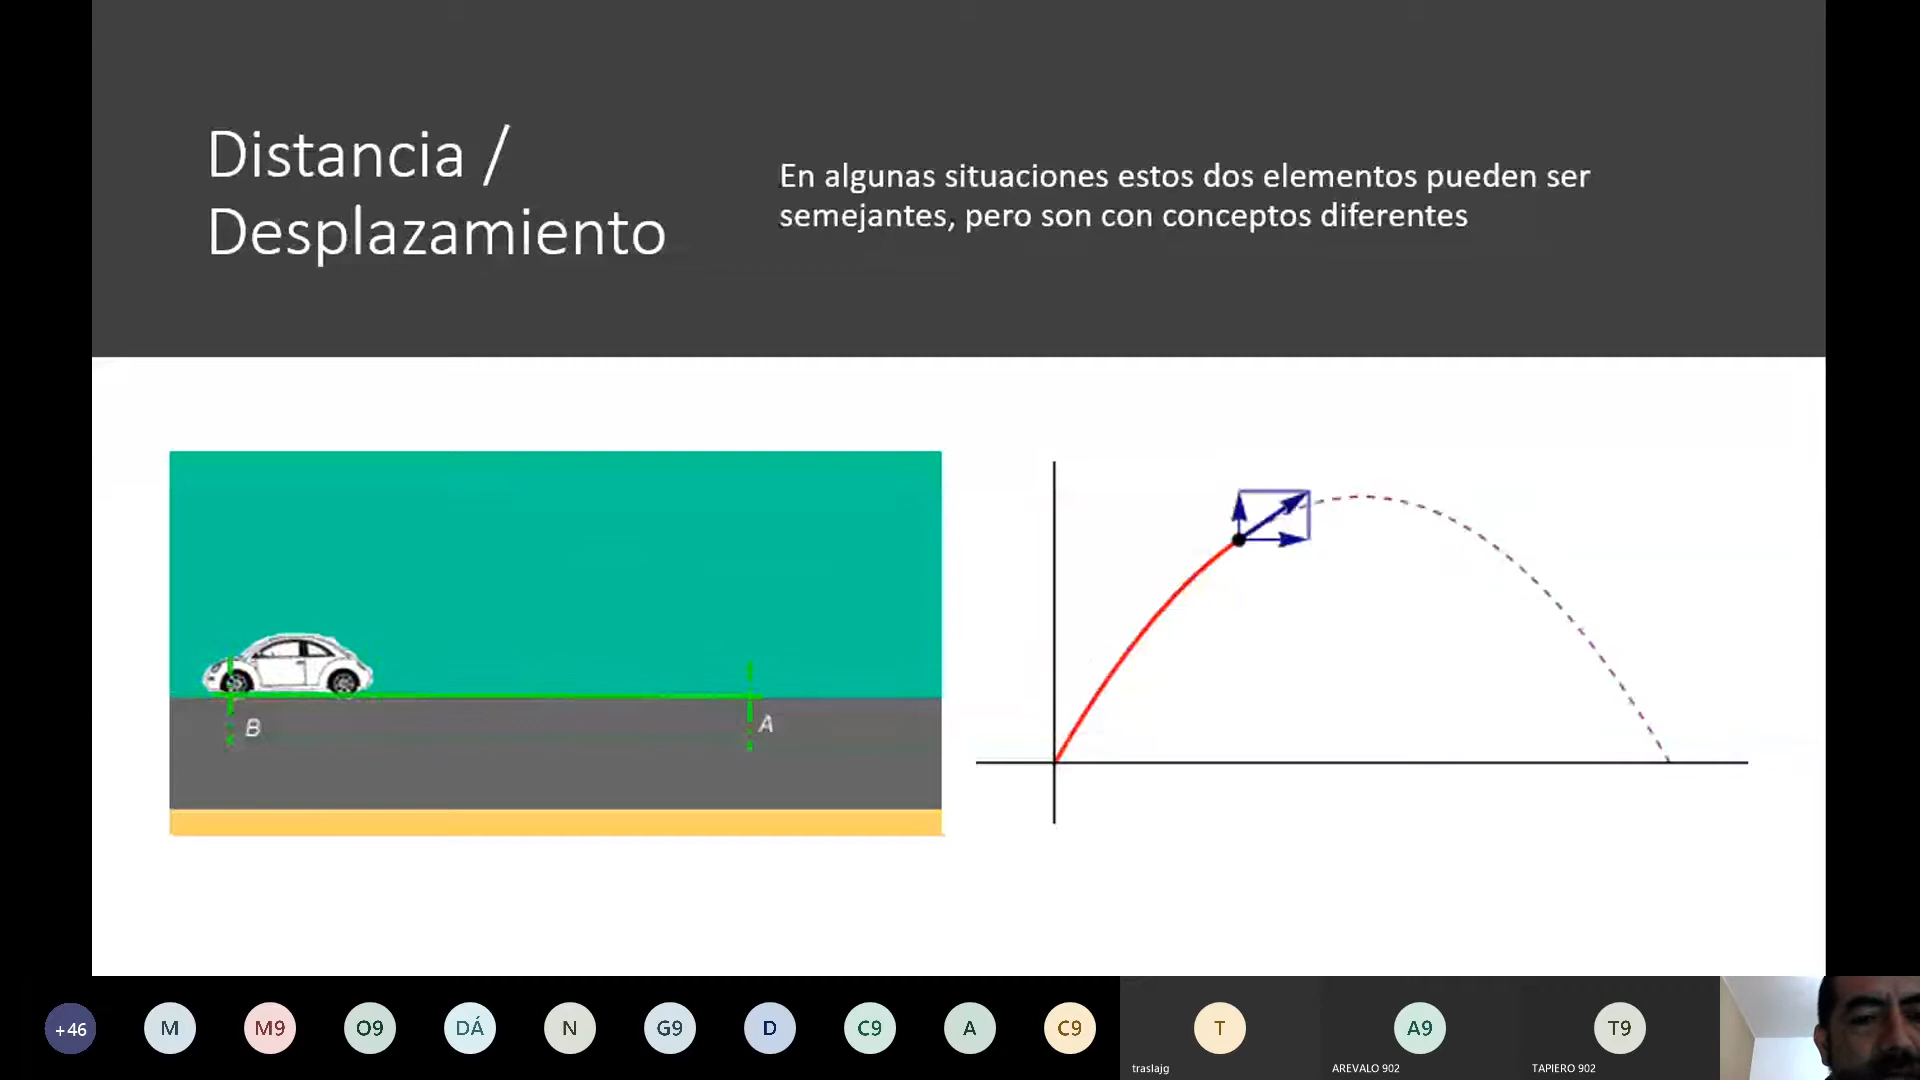 Distancia /
Desplazamiento
En algunas situaciones estos dos elementos pueden ser
semejantes, pero son con conceptos diferentes
B
A
+46
M
M9
O9
DÁ
N
G9
D
C9
A
C9
T
A9
T9
traslajg
AREVALO 902
TAPIERO 902